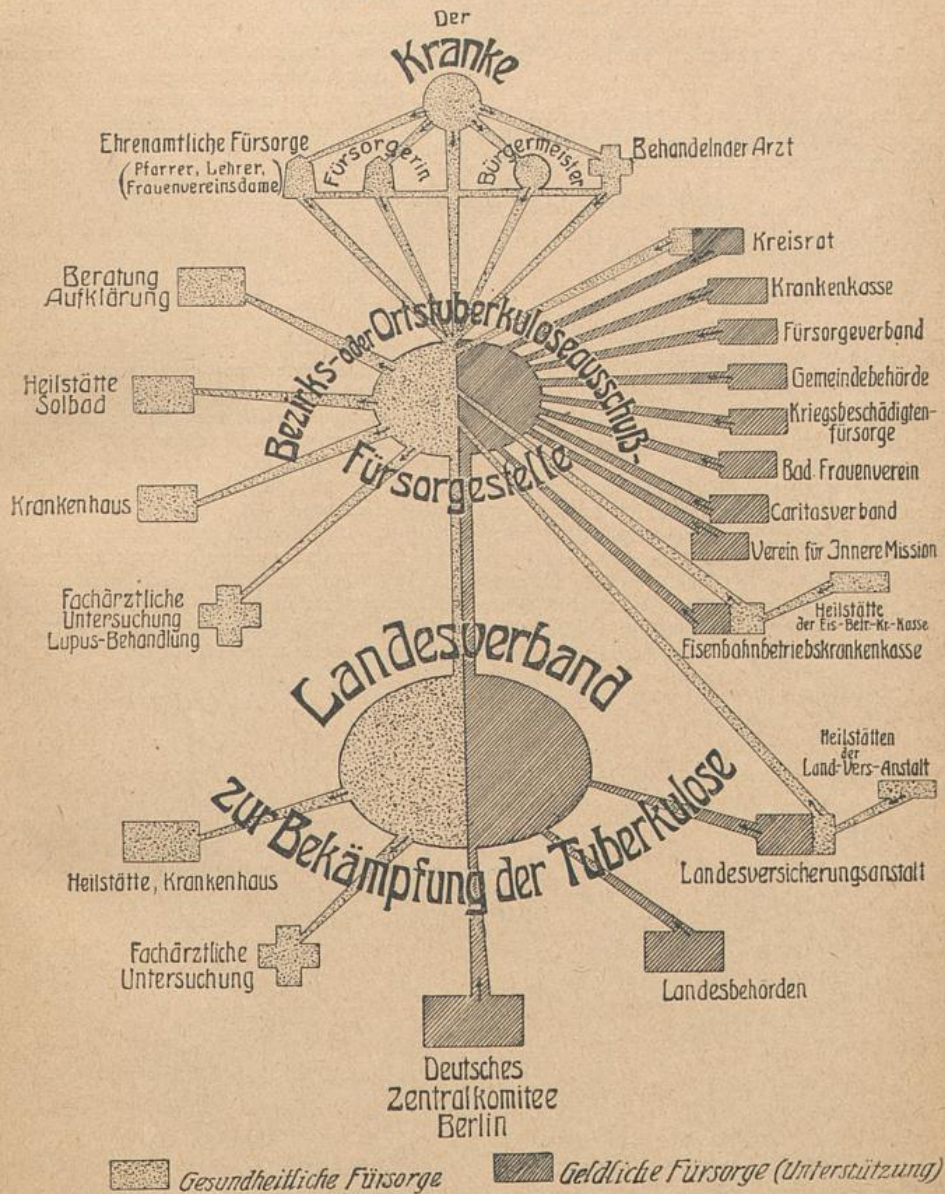 Der
Kranke
Ehrenamtliche Fürsorge
(Pfarrer, Lehrer,
Frauenvereinsdame)
Fürsorgerin
Bürgermeister
Behandelnder Arzt
Beratung
Aufklärung
Heilstätte
Solbad
Krankenhaus
Fachärztliche
Untersuchung
Lupus-Behandlung
Bezirks- oder Ortstuberkuloseausschuß-
Fürsorgestelle
Kreisrat
Krankenkasse
Fürsorgeverband
Gemeindebehörde
Kriegsbeschädigten-
fürsorge
Bad. Frauenverein
Caritasverband
Verein für Innere Mission
Heilstätte
der Eis-Betr-Kr-Kasse
Eisenbahnbetriebskrankenkasse
Landesverband
zur Bekämpfung der Tuberkulose
Heilstätten
der
Land-Vers-Anstalt
Landesversicherungsanstalt
Heilstätte, Krankenhaus
Fachärztliche
Untersuchung
Landesbehörden
Deutsches
Zentralkomitee
Berlin
Gesundheitliche Fürsorge
Geldliche Fürsorge (Unterstützung)